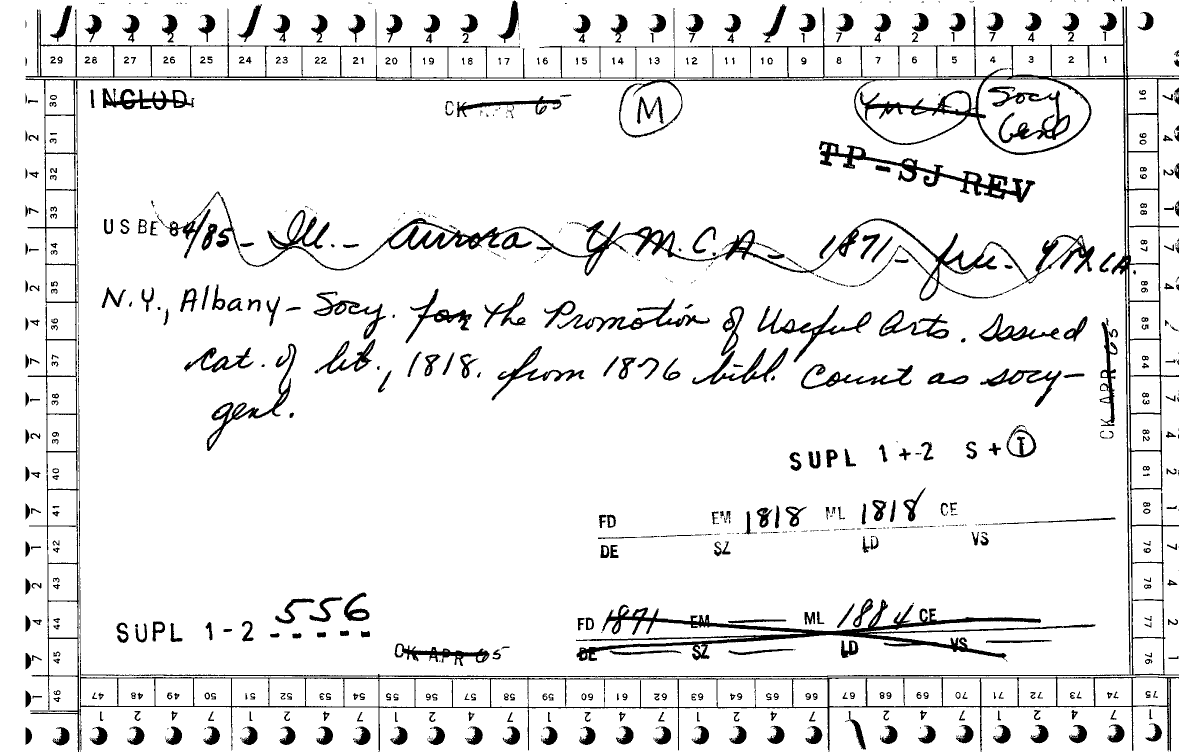 7 4 2 1 7 4 2 1 7 4 2 1 4 2 1 7 4 2 1 7 4 2 1 7 4 2 1
29 28 27 26 25 24 23 22 21 20 19 18 17 16 15 14 13 12 11 10 9 8 7 6 5 4 3 2 1
INCLUD. CK APR 65 M YMCA Socy Genl
TP-SJ REV
USBE 84/85- Ill.- Aurora- Y.M.C.A- 1871- free- Y.M.C.A.
N.Y., Albany- Socy. for the Promotion of Useful Arts. Issued
cat. of lib., 1818. from 1876 bibl. Count as socy-
genl.
CK APR 65
SUPL 1+2 S+I
FD EM 1818 ML 1818 CE
DE SZ LD VS
SUPL 1-2 556
FD 1871 EM ML 1884 CE
DE SZ LD VS
CK APR 65
30 31 32 33 34 35 36 37 38 39 40 41 42 43 44 45 46
91 90 89 88 87 86 85 84 83 82 81 80 79 78 77 76 75
47 48 49 50 51 52 53 54 55 56 57 58 59 60 61 62 63 64 65 66 67 68 69 70 71 72 73 74 75
1 2 4 7 1 2 4 7 1 2 4 7 1 2 4 7 1 2 4 7 1 2 4 7 1 2 4 7 1